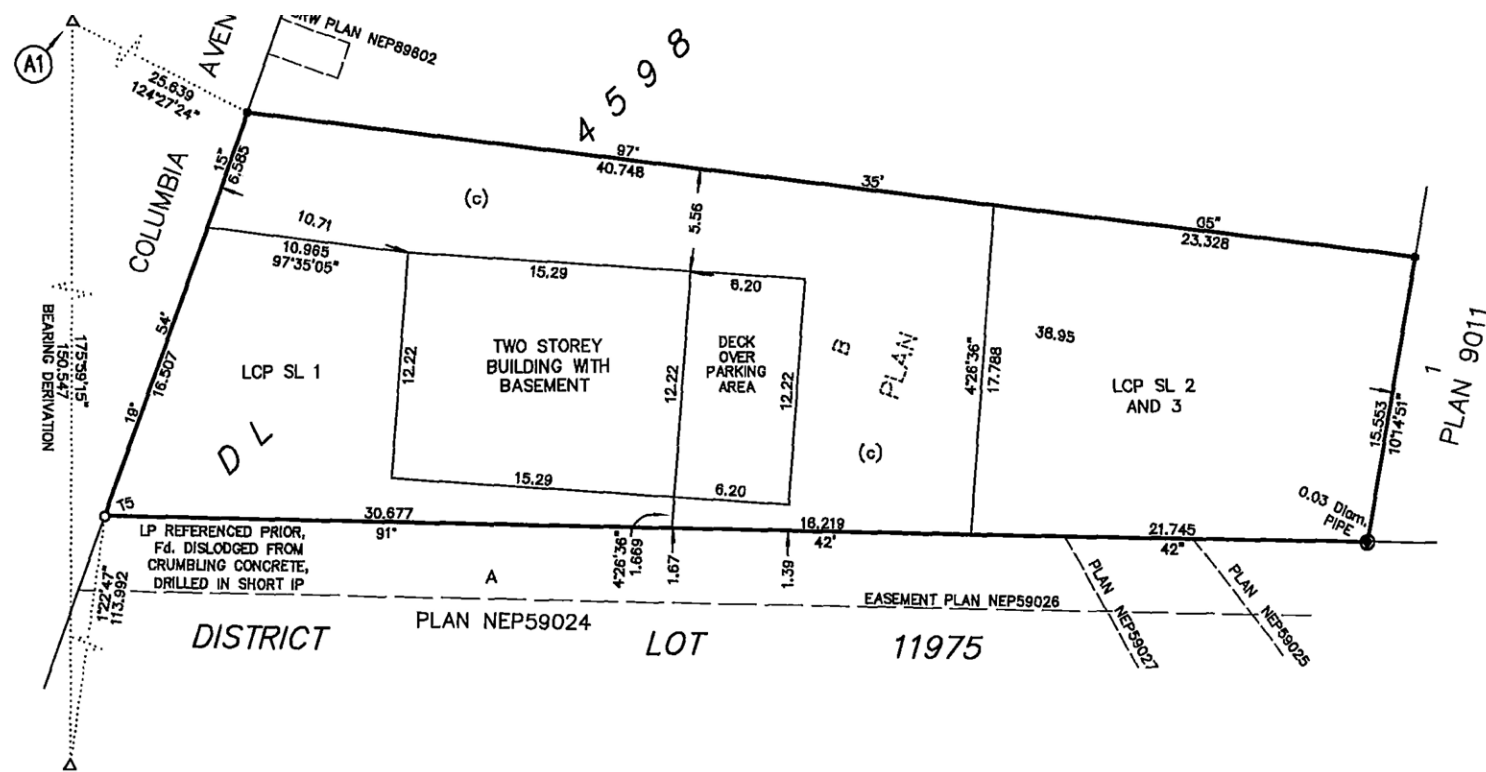 SRW PLAN NEP89602
A1
AVEN
25.639
124°27'24"
4598
97°
40.748
15"
6.585
COLUMBIA
(c)
35'
5.56
05"
23.328
10.71
10.965
97°35'05"
15.29
6.20
BEARING DERIVATION
150.547
175°59'15"
54'
16.507
19°
LCP SL 1
12.22
TWO STOREY
BUILDING WITH
BASEMENT
12.22
DECK
OVER
PARKING
AREA
12.22
B
PLAN
4°26'36"
17.788
38.95
LCP SL 2
AND 3
15.553
10°14'51"
1
PLAN 9011
DL
(c)
15.29
6.20
T5
30.677
91°
16.219
42'
21.745
42"
0.03 Diam.
PIPE
LP REFERENCED PRIOR,
Fd. DISLODGED FROM
CRUMBLING CONCRETE,
DRILLED IN SHORT IP
4°26'36"
1.669
1.67
1.39
1°22'47"
113.992
A
EASEMENT PLAN NEP59026
PLAN NEP59024
PLAN NEP59027
PLAN NEP59025
DISTRICT LOT 11975